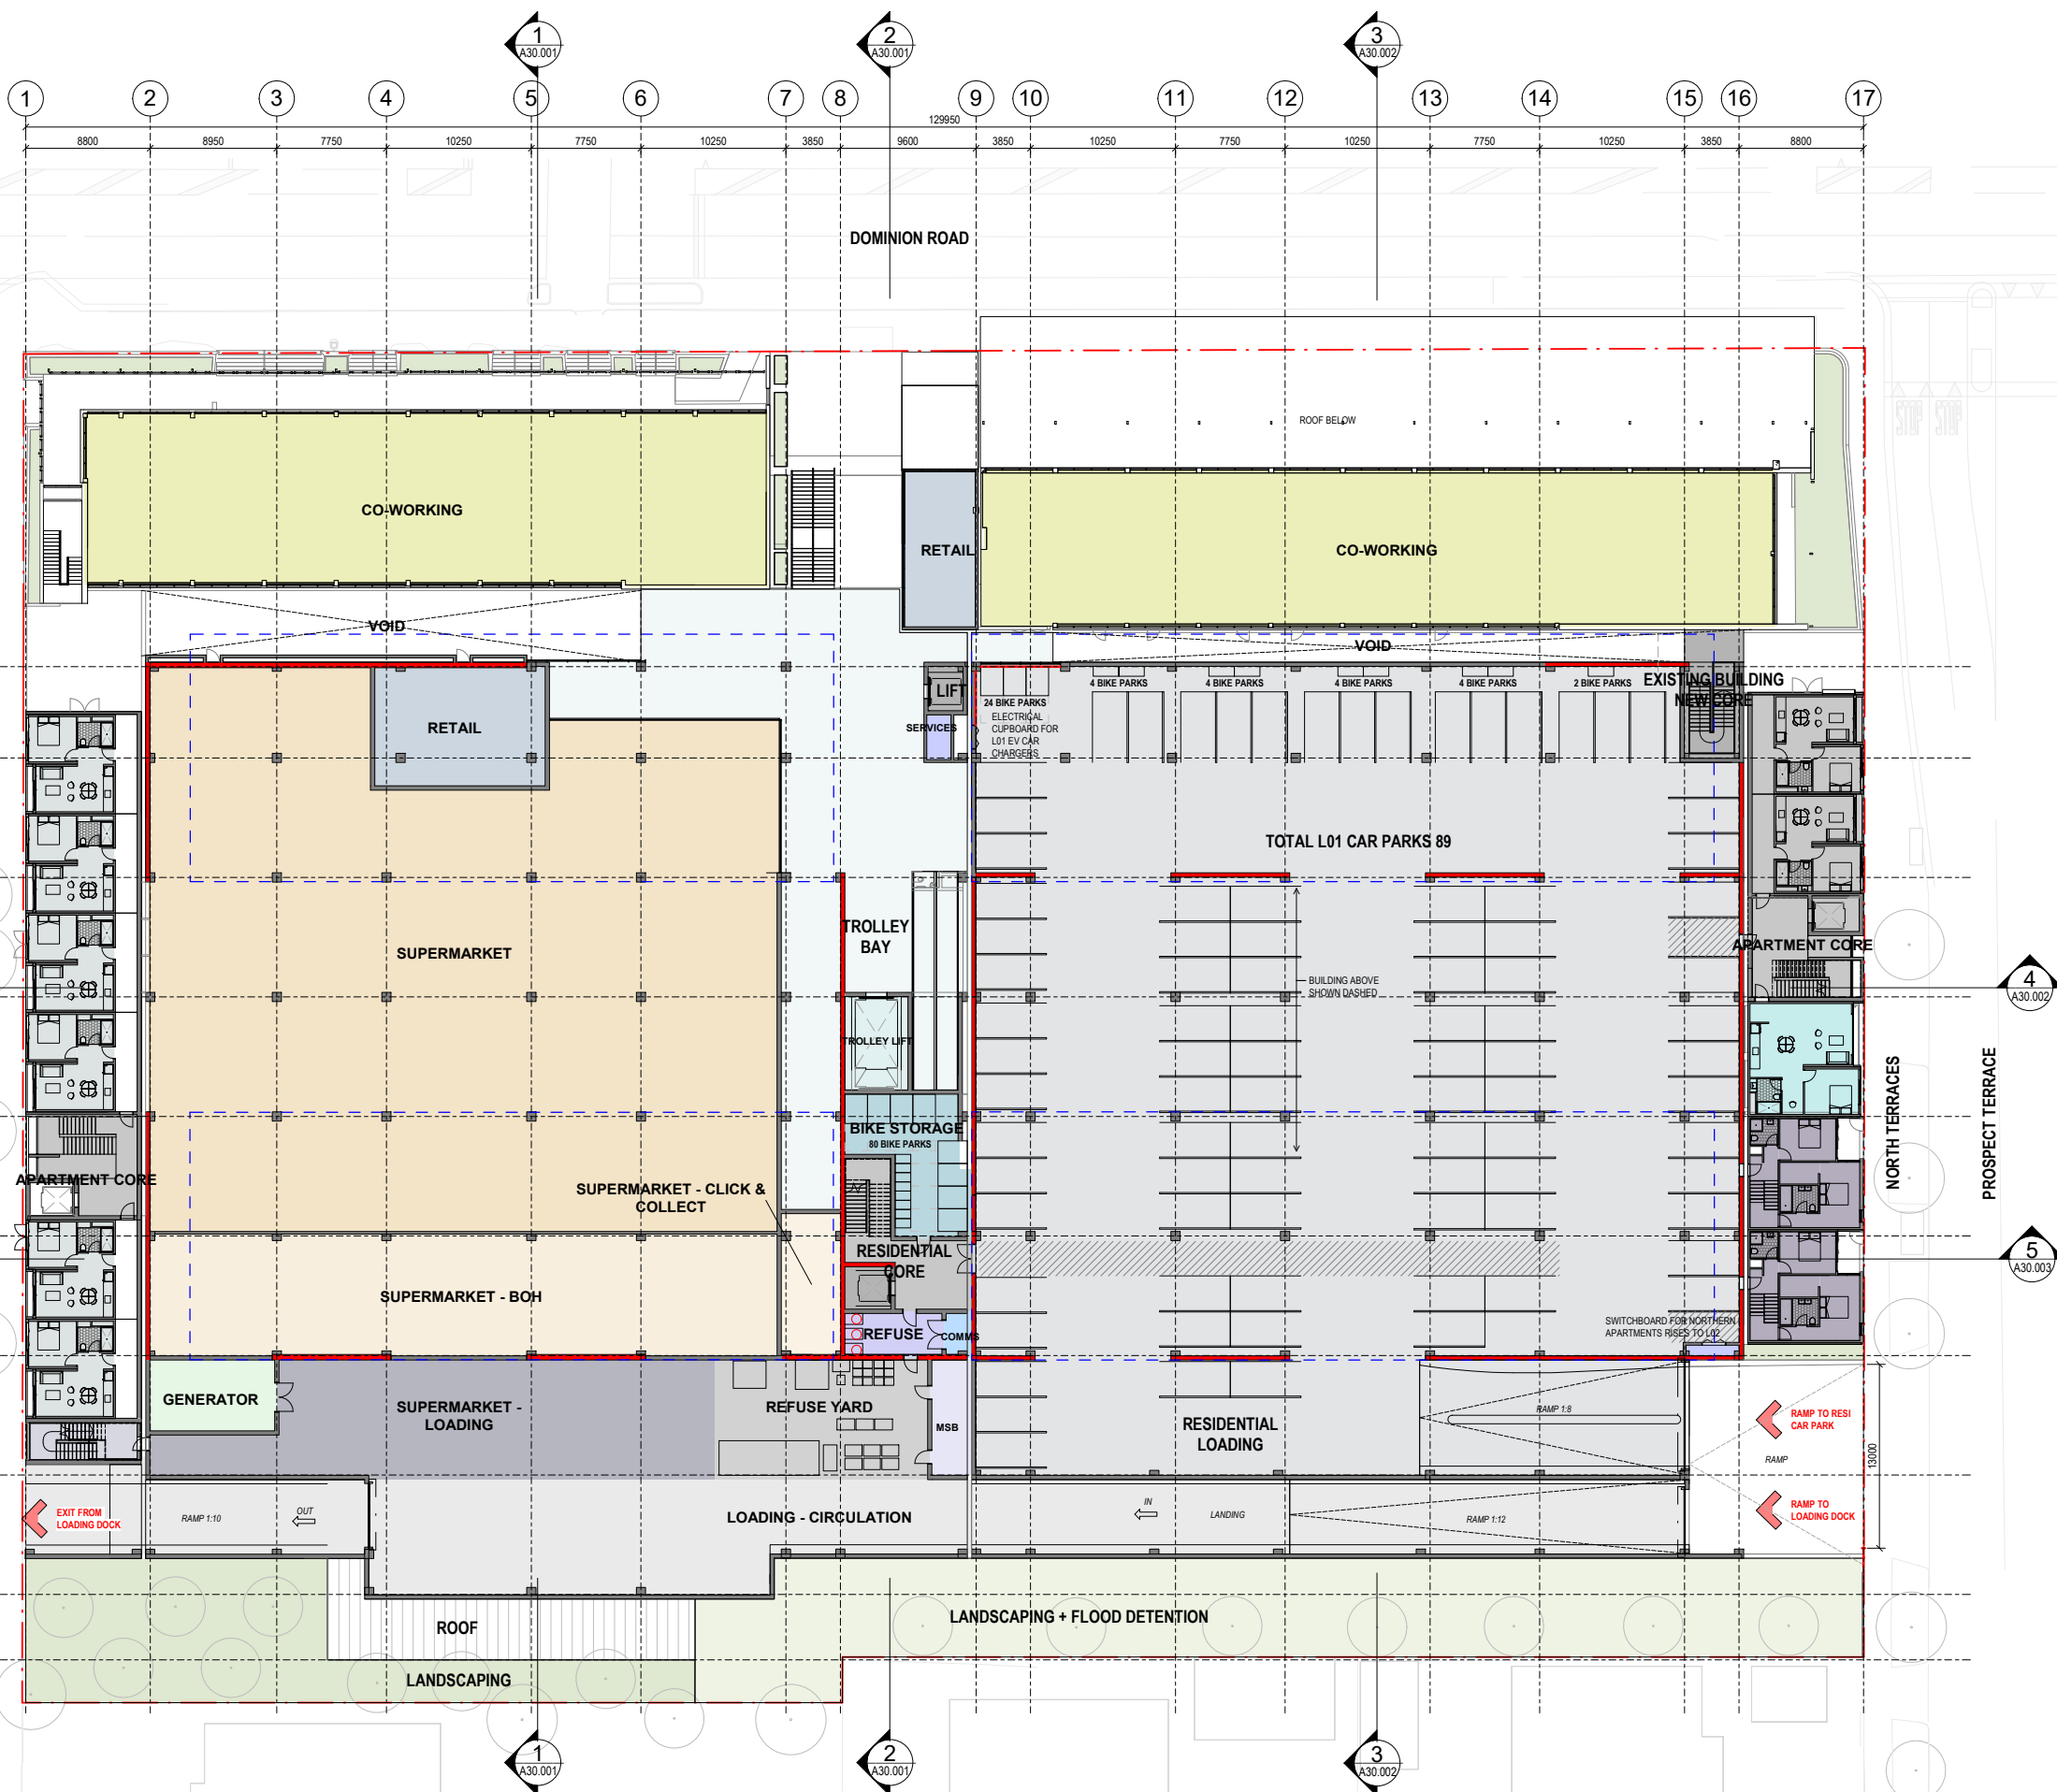 1
A30.001
2
A30.001
3
A30.002
1
2
3
4
5
6
7
8
9
10
11
12
13
14
15
16
17
129950
8800
8950
7750
10250
7750
10250
3850
9600
3850
10250
7750
10250
7750
10250
3850
8800
DOMINION ROAD
STOP
STOP
ROOF BELOW
CO-WORKING
RETAIL
CO-WORKING
VOID
VOID
LIFT
SERVICES
24 BIKE PARKS
ELECTRICAL
CUPBOARD FOR
L01 EV CAR
CHARGERS
4 BIKE PARKS
4 BIKE PARKS
4 BIKE PARKS
4 BIKE PARKS
2 BIKE PARKS
EXISTING BUILDING
NEW CORE
RETAIL
TOTAL L01 CAR PARKS 89
SUPERMARKET
TROLLEY
BAY
APARTMENT CORE
BUILDING ABOVE
SHOWN DASHED
4
A30.002
TROLLEY LIFT
NORTH TERRACES
PROSPECT TERRACE
BIKE STORAGE
80 BIKE PARKS
APARTMENT CORE
SUPERMARKET - CLICK &
COLLECT
RESIDENTIAL
CORE
5
A30.003
SUPERMARKET - BOH
REFUSE
COMMS
SWITCHBOARD FOR NORTHERN
APARTMENTS RISES TO L02
GENERATOR
SUPERMARKET -
LOADING
REFUSE YARD
MSB
RESIDENTIAL
LOADING
RAMP 1:8
RAMP TO RESI
CAR PARK
RAMP
13000
EXIT FROM
LOADING DOCK
RAMP 1:10
OUT
LOADING - CIRCULATION
IN
LANDING
RAMP 1:12
RAMP TO
LOADING DOCK
ROOF
LANDSCAPING + FLOOD DETENTION
LANDSCAPING
1
A30.001
2
A30.001
3
A30.002